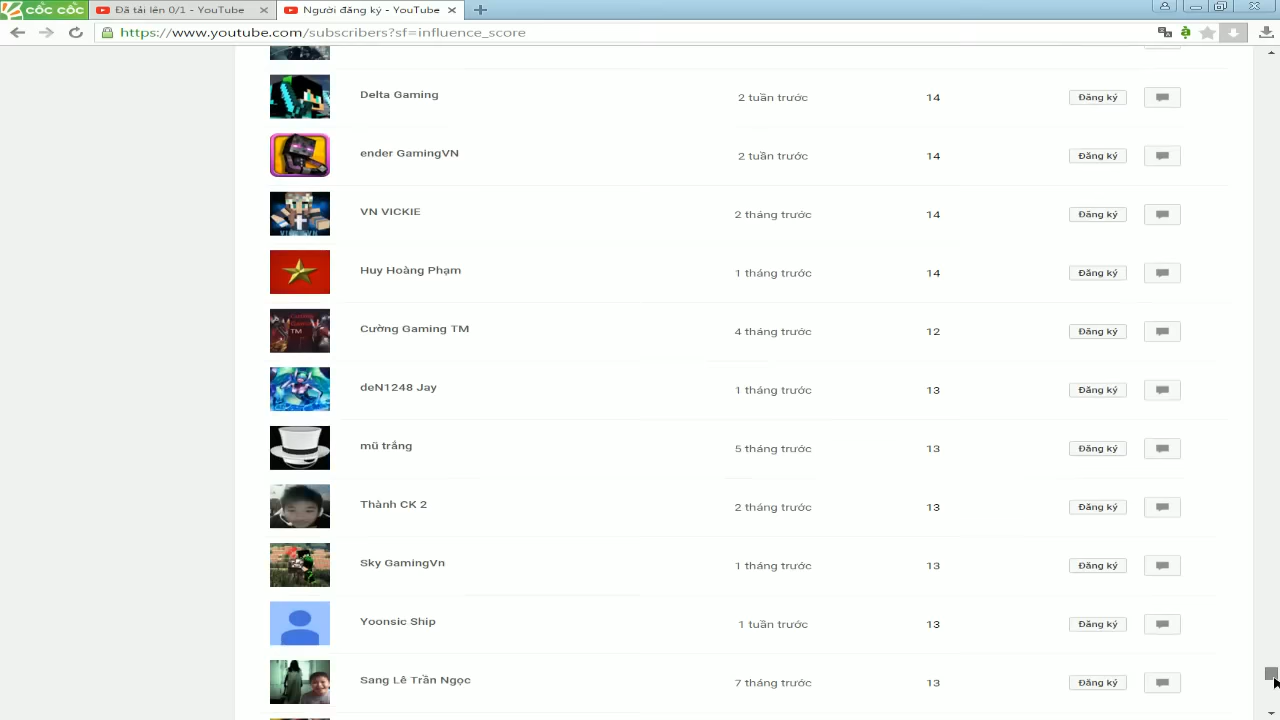 cốc cốc
Đã tải lên 0/1 - YouTube
Người đăng ký - YouTube
https://www.youtube.com/subscribers?sf=influence_score
Delta Gaming 2 tuần trước 14 Đăng ký
ender GamingVN 2 tuần trước 14 Đăng ký
VN VICKIE 2 tháng trước 14 Đăng ký
Huy Hoàng Phạm 1 tháng trước 14 Đăng ký
TM
Cường Gaming TM 4 tháng trước 12 Đăng ký
deN1248 Jay 1 tháng trước 13 Đăng ký
mũ trắng 5 tháng trước 13 Đăng ký
Thành CK 2 2 tháng trước 13 Đăng ký
Sky GamingVn 1 tháng trước 13 Đăng ký
Yoonsic Ship 1 tuần trước 13 Đăng ký
Sang Lê Trần Ngọc 7 tháng trước 13 Đăng ký